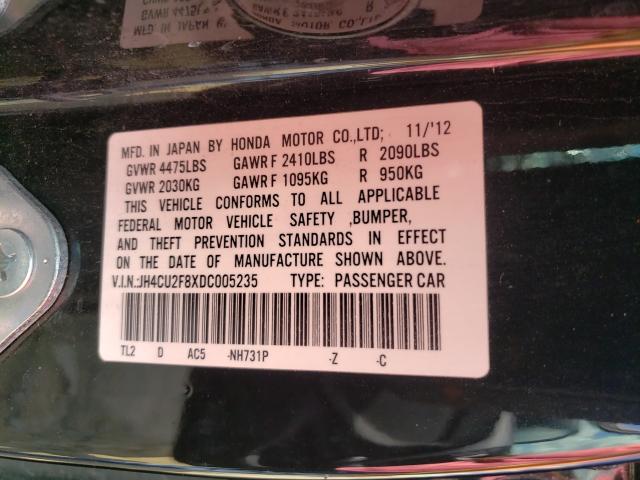 MFD. IN JAPAN BY HONDA MOTOR CO.,LTD; 11/'12
GVWR 4475LBS GAWR F 2410LBS R 2090LBS
GVWR 2030KG GAWR F 1095KG R 950KG
THIS VEHICLE CONFORMS TO ALL APPLICABLE
FEDERAL MOTOR VEHICLE SAFETY ,BUMPER,
AND THEFT PREVENTION STANDARDS IN EFFECT
ON THE DATE OF MANUFACTURE SHOWN ABOVE.
V.I.N.:JH4CU2F8XDC005235 TYPE: PASSENGER CAR
TL2 D AC5 -NH731P -Z -C